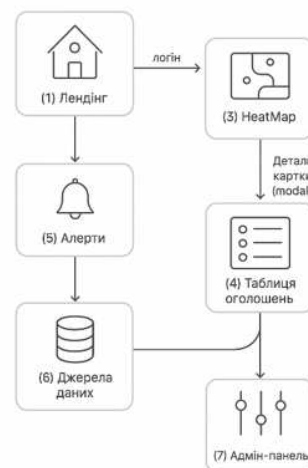 (1) Лендінг
логін
(3) HeatMap
(5) Алерти
(4) Таблиця
оголошень
(6) Джерела
даних
(7) Адмін-панель